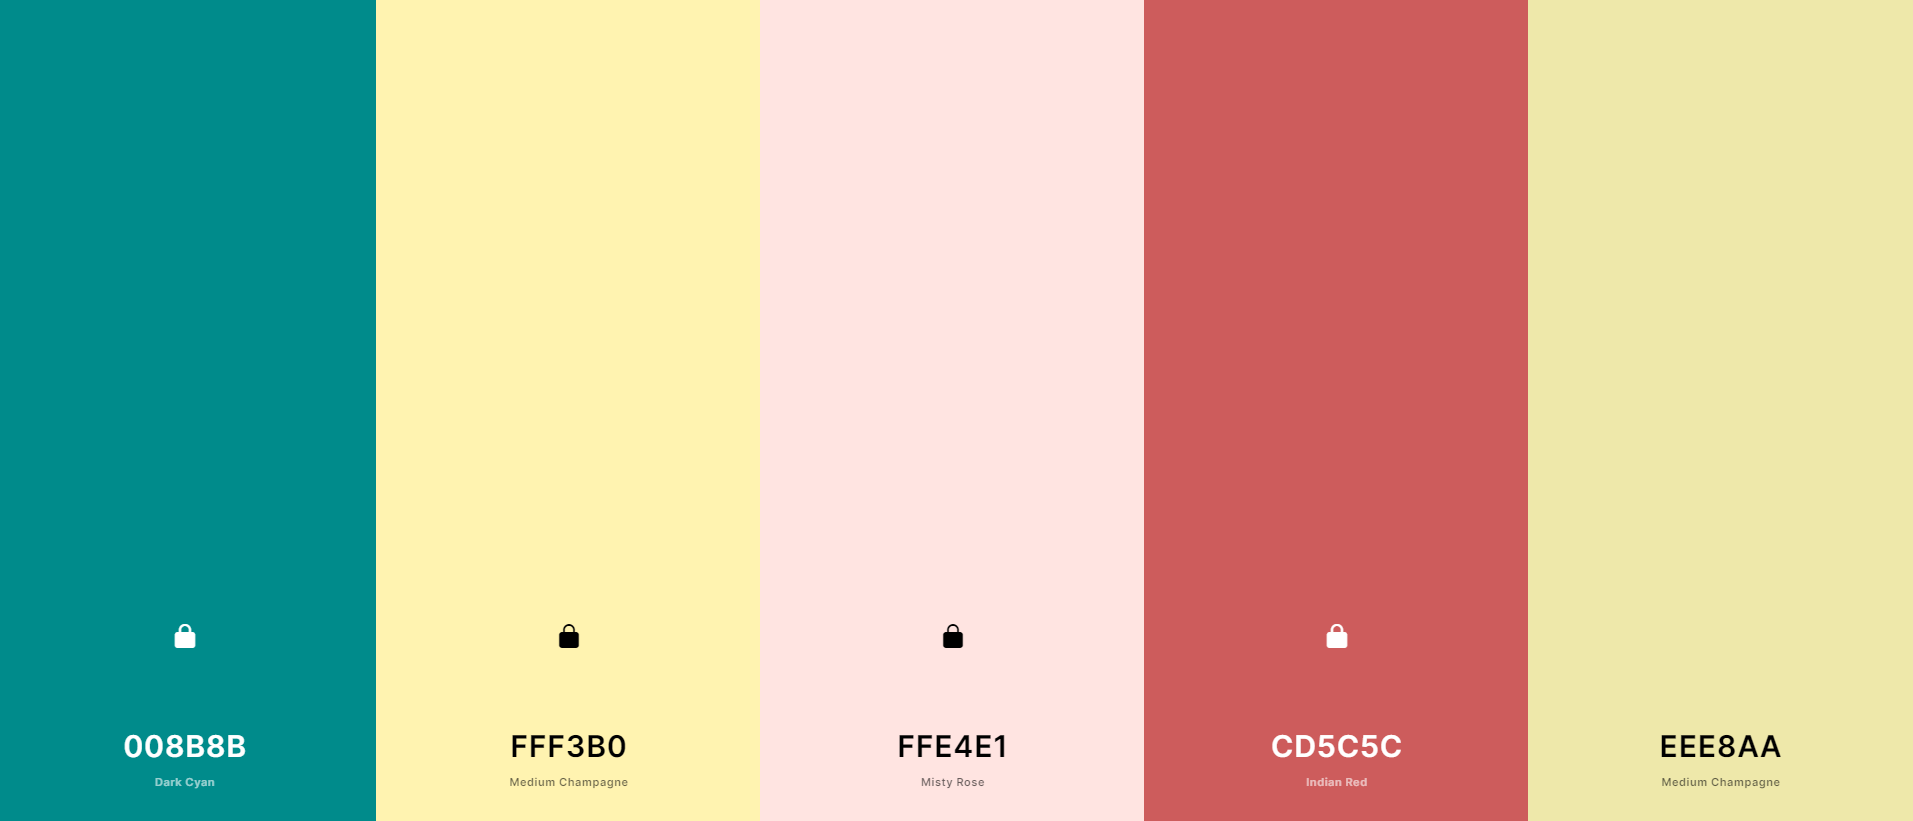 008B8B
Dark Cyan
FFF3B0
Medium Champagne
FFE4E1
Misty Rose
CD5C5C
Indian Red
EEE8AA
Medium Champagne